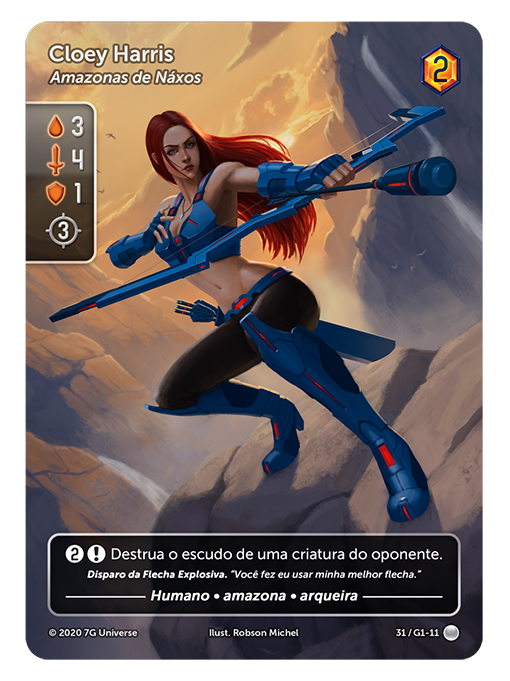 Cloey Harris
Amazonas de Náxos
2
3
4
1
3
2 ! Destrua o escudo de uma criatura do oponente.
Disparo da Flecha Explosiva. “Você fez eu usar minha melhor flecha.”
Humano • amazona • arqueira
© 2020 7G Universe Ilust. Robson Michel 31 / G1-11